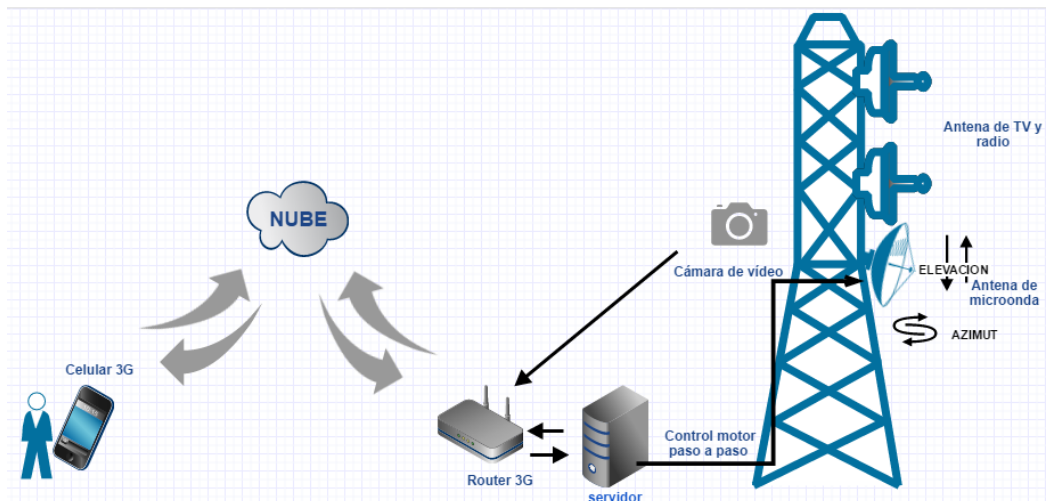 Antena de TV y
radio
NUBE
Cámara de vídeo
ELEVACION
Antena de
microonda
AZIMUT
Celular 3G
Control motor
paso a paso
Router 3G
servidor